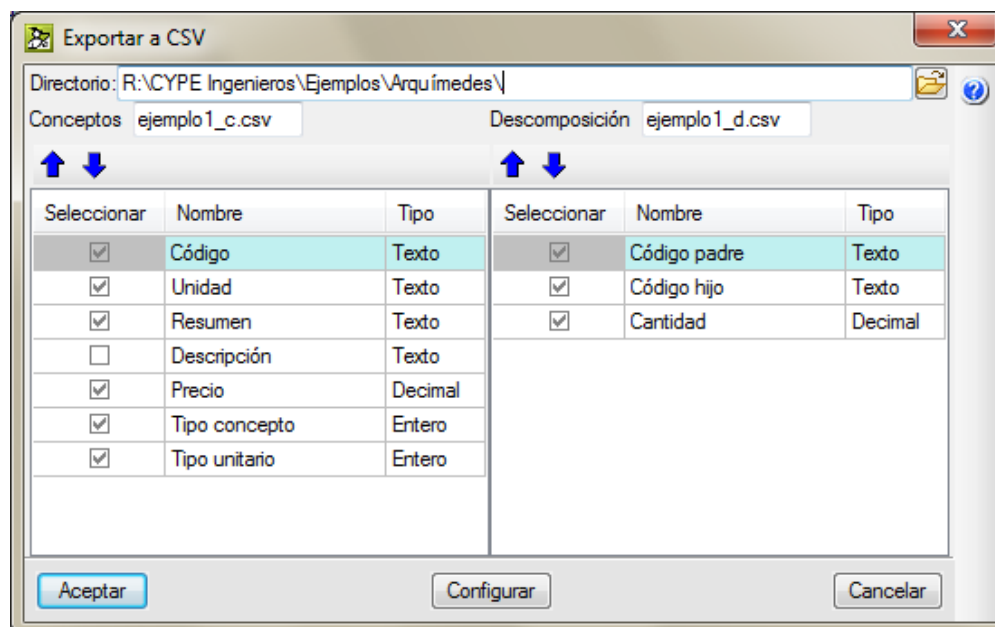 Exportar a CSV
x
Directorio: R:\CYPE Ingenieros\Ejemplos\Arquímedes\
Conceptos ejemplo1_c.csv Descomposición ejemplo1_d.csv
Seleccionar Nombre Tipo Seleccionar Nombre Tipo
Código Texto Código padre Texto
Unidad Texto Código hijo Texto
Resumen Texto Cantidad Decimal
Descripción Texto
Precio Decimal
Tipo concepto Entero
Tipo unitario Entero
Aceptar Configurar Cancelar